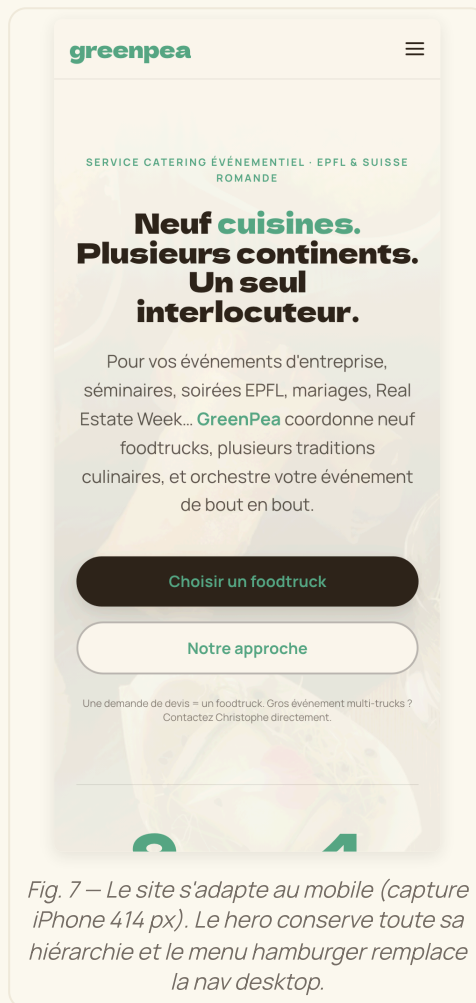 greenpea
SERVICE CATERING ÉVÉNEMENTIEL · EPFL & SUISSE
ROMANDE
Neuf cuisines.
Plusieurs continents.
Un seul
interlocuteur.
Pour vos événements d'entreprise,
séminaires, soirées EPFL, mariages, Real
Estate Week… GreenPea coordonne neuf
foodtrucks, plusieurs traditions
culinaires, et orchestre votre événement
de bout en bout.
Choisir un foodtruck
Notre approche
Une demande de devis = un foodtruck. Gros événement multi-trucks ?
Contactez Christophe directement.
Fig. 7 — Le site s'adapte au mobile (capture
iPhone 414 px). Le hero conserve toute sa
hiérarchie et le menu hamburger remplace
la nav desktop.